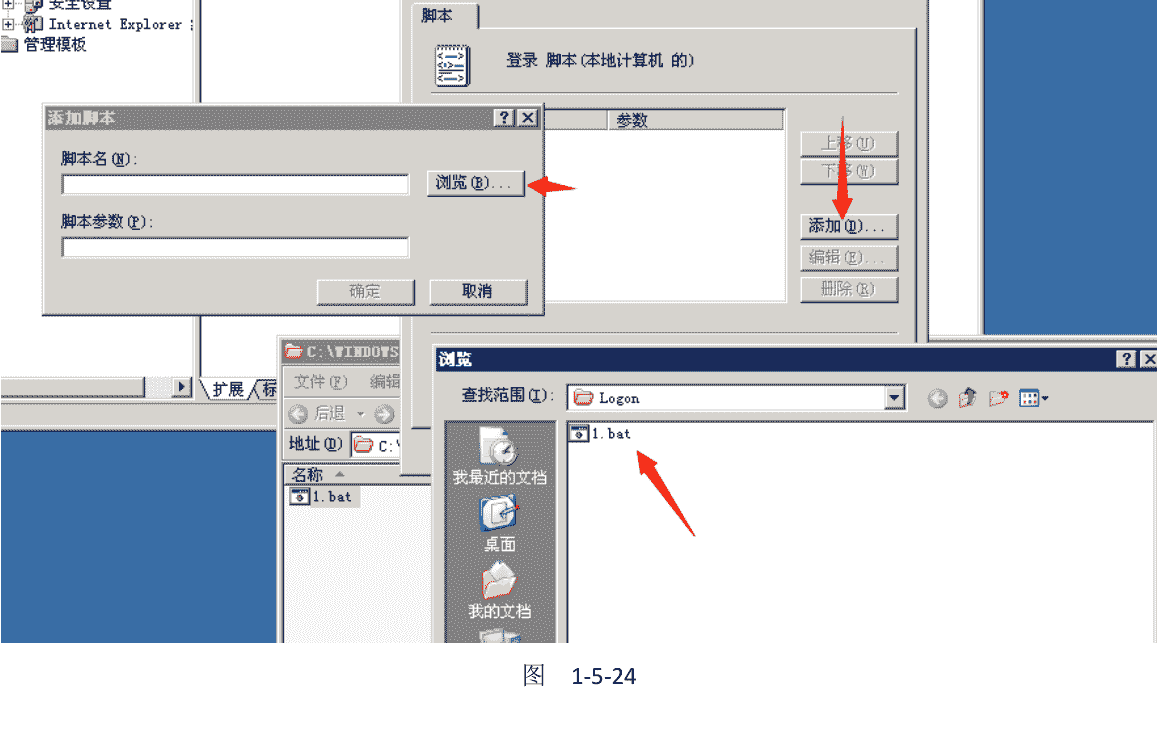 安全设置
Internet Explorer
管理模板
脚本
登录 脚本(本地计算机 的)
参数
上移(U)
下移(W)
添加(D)...
编辑(E)...
删除(R)
添加脚本
脚本名(N):
浏览(B)...
脚本参数(P):
确定
取消
扩展
标
C:\WINDOWS
文件(F) 编辑
后退
地址(D) C:\
名称
1.bat
浏览
查找范围(I): Logon
我最近的文档
桌面
我的文档
1.bat
图 1-5-24